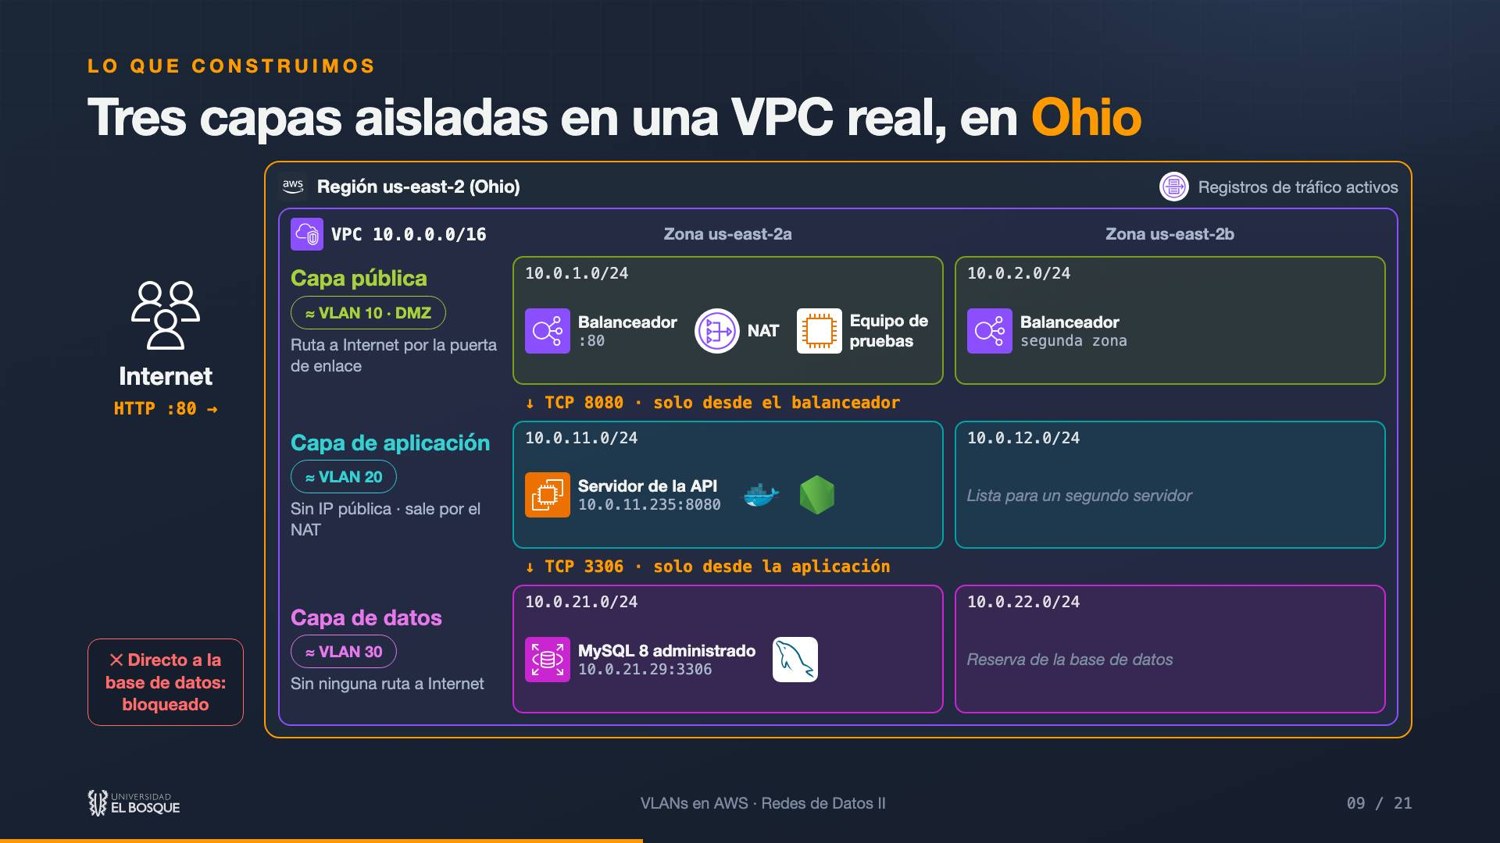 LO QUE CONSTRUIMOS
Tres capas aisladas en una VPC real, en Ohio
aws
Región us-east-2 (Ohio)
Registros de tráfico activos
VPC 10.0.0.0/16
Zona us-east-2a
Zona us-east-2b
Internet
HTTP :80 →
Capa pública
≈ VLAN 10 · DMZ
Ruta a Internet por la puerta
de enlace
10.0.1.0/24
Balanceador
:80
NAT
Equipo de
pruebas
10.0.2.0/24
Balanceador
segunda zona
↓ TCP 8080 · solo desde el balanceador
Capa de aplicación
≈ VLAN 20
Sin IP pública · sale por el
NAT
10.0.11.0/24
Servidor de la API
10.0.11.235:8080
10.0.12.0/24
Lista para un segundo servidor
↓ TCP 3306 · solo desde la aplicación
Capa de datos
≈ VLAN 30
Sin ninguna ruta a Internet
10.0.21.0/24
MySQL 8 administrado
10.0.21.29:3306
10.0.22.0/24
Reserva de la base de datos
✕ Directo a la
base de datos:
bloqueado
UNIVERSIDAD
EL BOSQUE
VLANs en AWS · Redes de Datos II
09 / 21